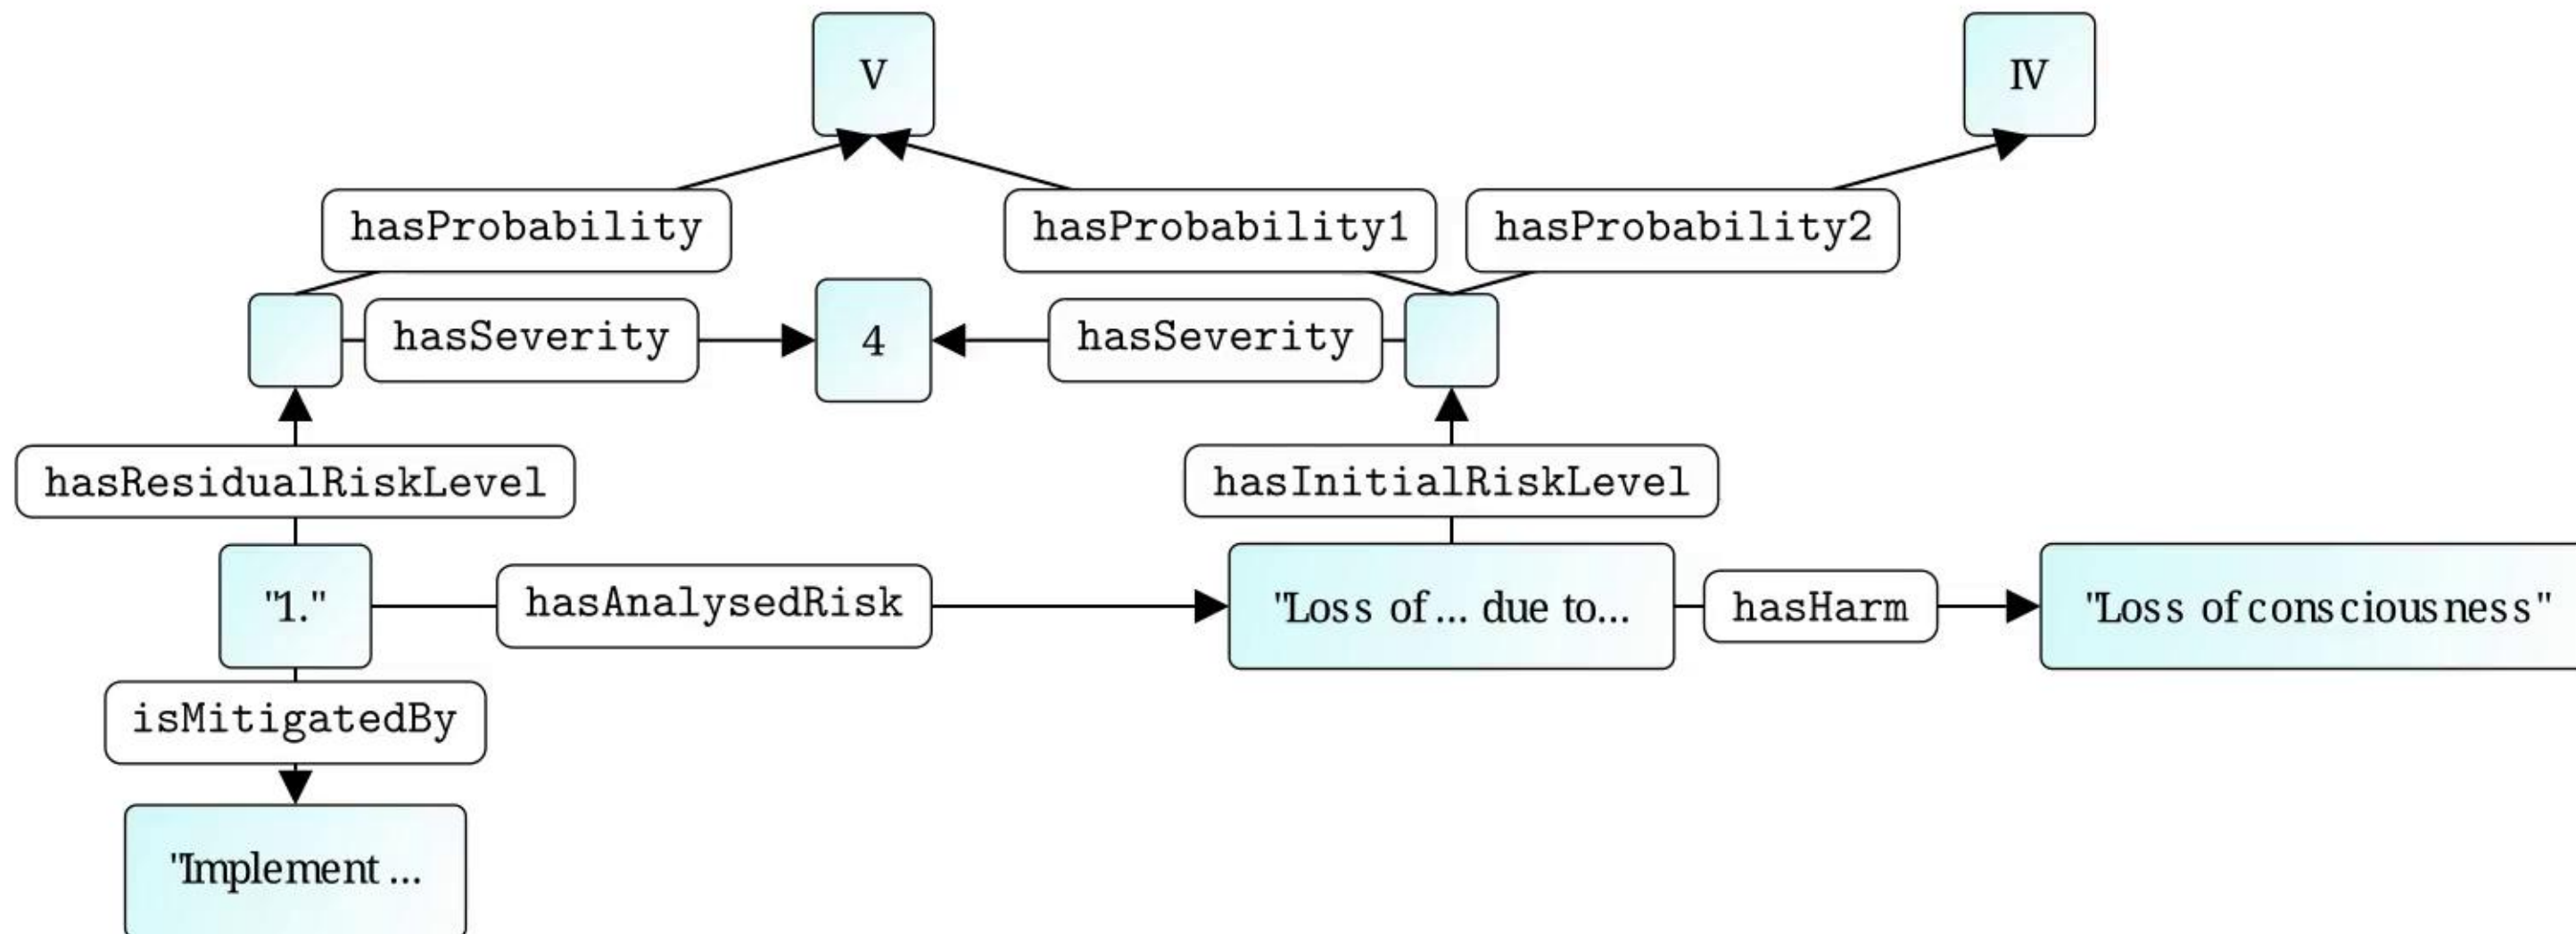 V
IV
hasProbability
hasProbability1
hasProbability2
hasSeverity
4
hasSeverity
hasResidualRiskLevel
hasInitialRiskLevel
"1."
hasAnalysedRisk
"Loss of ... due to...
hasHarm
"Loss of consciousness"
isMitigatedBy
"Implement ...